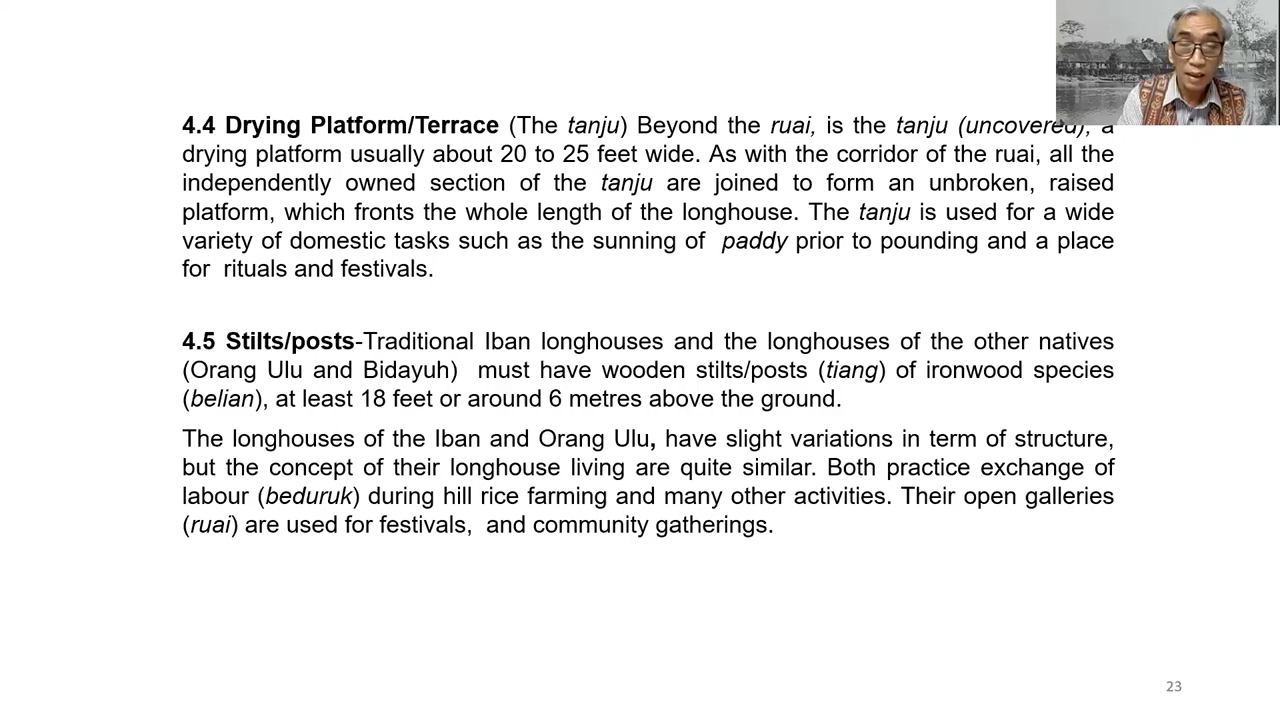 4.4 Drying Platform/Terrace (The tanju) Beyond the ruai, is the tanju (uncovered), a
drying platform usually about 20 to 25 feet wide. As with the corridor of the ruai, all the
independently owned section of the tanju are joined to form an unbroken, raised
platform, which fronts the whole length of the longhouse. The tanju is used for a wide
variety of domestic tasks such as the sunning of paddy prior to pounding and a place
for rituals and festivals.
4.5 Stilts/posts-Traditional Iban longhouses and the longhouses of the other natives
(Orang Ulu and Bidayuh) must have wooden stilts/posts (tiang) of ironwood species
(belian), at least 18 feet or around 6 metres above the ground.
The longhouses of the Iban and Orang Ulu, have slight variations in term of structure,
but the concept of their longhouse living are quite similar. Both practice exchange of
labour (beduruk) during hill rice farming and many other activities. Their open galleries
(ruai) are used for festivals, and community gatherings.
23